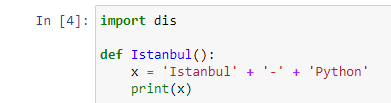 In [4]: import dis

def Istanbul():
    x = 'Istanbul' + '-' + 'Python'
    print(x)